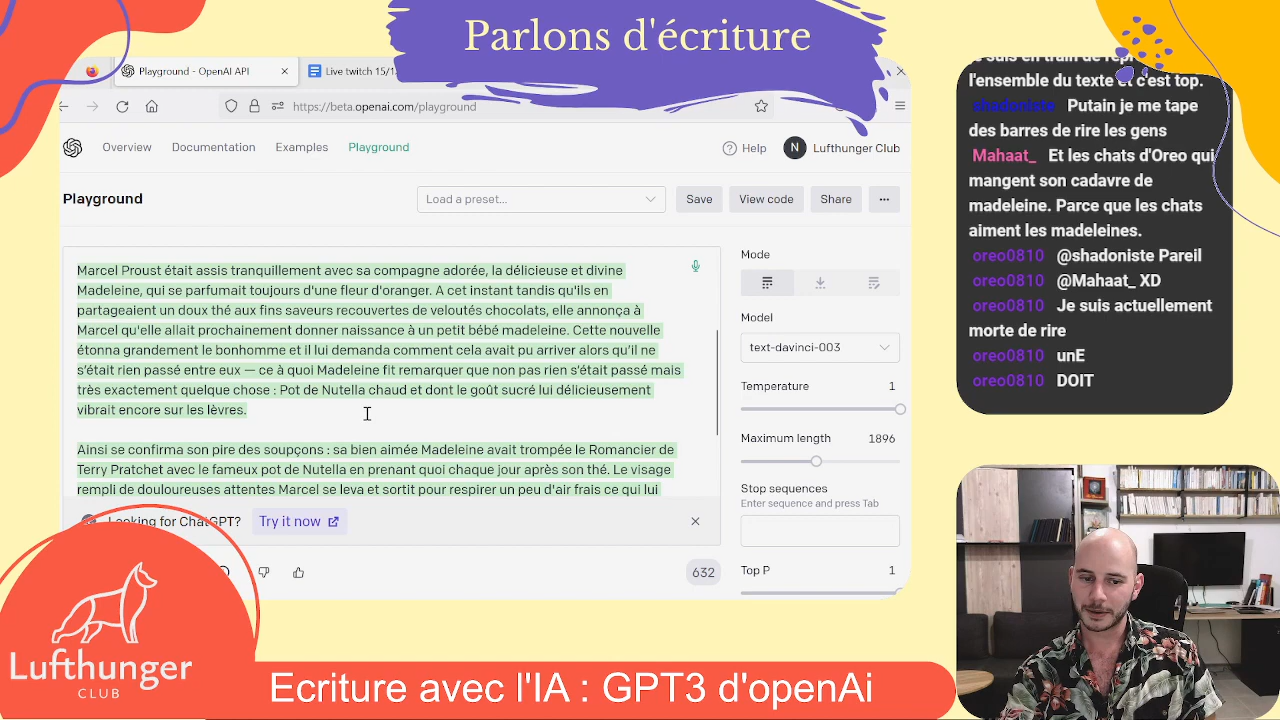 Parlons d'écriture
Playground - OpenAI API
Live twitch 15/1
https://beta.openai.com/playground
Overview
Documentation
Examples
Playground
Help
N
Lufthunger Club
Playground
Load a preset...
Save
View code
Share
Marcel Proust était assis tranquillement avec sa compagne adorée, la délicieuse et divine
Madeleine, qui se parfumait toujours de fleur d'oranger. A cet instant tandis qu'ils en
partageaient un doux thé aux fins seigneurs recouvertes de veloutés chocolats, elle annonça à
Marcel qu'elle allait prochainement donner naissance à un petit bébé madeleine. Cette nouvelle
étonna grandement le bonhomme et il lui demanda comment cela avait pu arriver alors qu'il ne
s'était rien passé entre eux — ce à quoi Madeleine fit remarquer que non pas rien s'était passé mais
très exactement quelque chose : Pot de Nutella chaud et dont le goût sucré lui délicieusement
vibrait encore sur les lèvres.
Ainsi se confirma son pire des soupçons : sa bien aimée Madeleine avait trompée le Romancier de
Terry Pratchet avec le fameux pot de Nutella en prenant quoi chaque jour après son thé. Le visage
rempli de douloureuses attentes Marcel se leva et sortit pour respirer un peu d'air frais ce qui lui
Looking for ChatGPT?
Try it now
632
Mode
Model
text-davinci-003
Temperature 1
Maximum length 1896
Stop sequences
Enter sequence and press Tab
Top P 1
l'ensemble du texte et c'est top.
shadoniste Putain je me tape
des barres de rire les gens
Mahaat_ Et les chats d'Oreo qui
mangent son cadavre de
madeleine. Parce que les chats
aiment les madeleines.
oreo0810 @shadoniste Pareil
oreo0810 @Mahaat_ XD
oreo0810 Je suis actuellement
morte de rire
oreo0810 unE
oreo0810 DOIT
Lufthunger
CLUB
Ecriture avec l'IA : GPT3 d'openAi